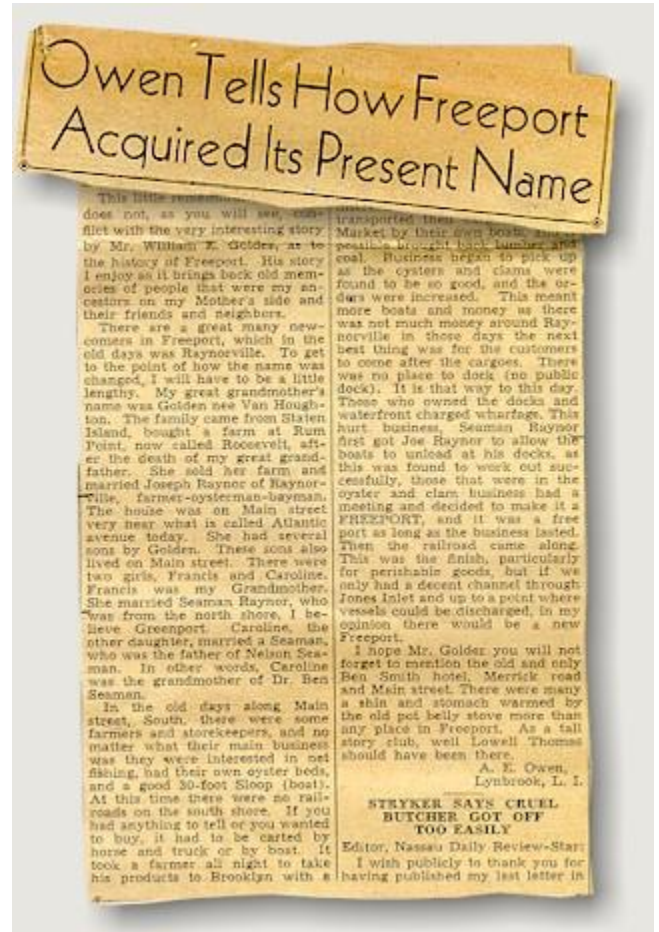 Owen Tells How Freeport
Acquired Its Present Name
This little
does not, as you will see, con-
flict with the very interesting story
by Mr. William E. Golder, as to
the history of Freeport. His story
I enjoy as it brings back old mem-
ories of people that were my an-
cestors on my Mother's side and
their friends and neighbors.
There are a great many new-
comers in Freeport, which in the
old days was Raynorville. To get
to the point of how the name was
changed, I will have to be a little
lengthy. My great grandmother's
name was Golden nee Van Hough-
ton. The family came from Staten
Island, bought a farm at Rum
Point, now called Roosevelt, aft-
er the death of my great grand-
father. She sold her farm and
married Joseph Raynor of Raynor-
ville, farmer-oysterman-bayman.
The house was on Main street
very near what is called Atlantic
avenue today. She had several
sons by Golden. These sons also
lived on Main street. There were
two girls, Francis and Caroline.
Francis was my Grandmother.
She married Seaman Raynor, who
was from the north shore, I be-
lieve Greenport. Caroline, the
other daughter, married a Seaman,
who was the father of Nelson Sea-
man. In other words, Caroline
was the grandmother of Dr. Ben
Seaman.
In the old days along Main
street, South, there were some
farmers and storekeepers, and no
matter what their main business
was they were interested in net
fishing, had their own oyster beds,
and a good 30-foot Sloop (boat).
At this time there were no rail-
roads on the south shore. If you
had anything to tell or you wanted
to buy, it had to be carted by
horse and truck or by boat. It
took a farmer all night to take
his products to Brooklyn with a
transported their
Market by their own boats,
possible brought back lumber and
coal. Business began to pick up
as the oysters and clams were
found to be so good, and the or-
ders were increased. This meant
more boats and money as there
was not much money around Ray-
norville in those days the next
best thing was for the customers
to come after the cargoes. There
was no place to dock (no public
dock). It is that way to this day.
Those who owned the docks and
waterfront charged wharfage. This
hurt business, Seaman Raynor
first got Joe Raynor to allow the
boats to unload at his docks, as
this was found to work out suc-
cessfully, those that were in the
oyster and clam business had a
meeting and decided to make it a
FREEPORT, and it was a free
port as long as the business lasted.
Then the railroad came along.
This was the finish, particularly
for perishable goods, but if we
only had a decent channel through
Jones Inlet and up to a point where
vessels could be discharged, in my
opinion there would be a new
Freeport.
I hope Mr. Golder you will not
forget to mention the old and only
Ben Smith hotel, Merrick road
and Main street. There were many
a shin and stomach warmed by
the old pot belly stove more than
any place in Freeport. As a tall
story club, well Lowell Thomas
should have been there.
A. E. Owen,
Lynbrook, L. I.
STRYKER SAYS CRUEL
BUTCHER GOT OFF
TOO EASILY
Editor, Nassau Daily Review-Star:
I wish publicly to thank you for
having published my last letter in